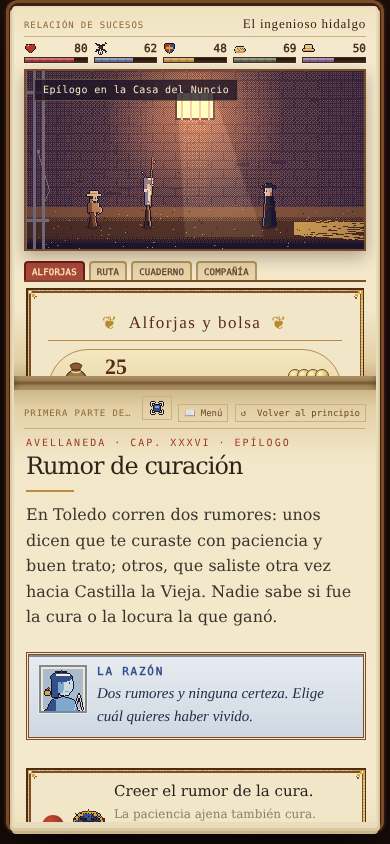 RELACIÓN DE SUCESOS
El ingenioso hidalgo
80 62 48 69 50
Epílogo en la Casa del Nuncio
ALFORJAS RUTA CUADERNO COMPAÑÍA
Alforjas y bolsa
25
PRIMERA PARTE DE… Menú ↺ Volver al principio
AVELLANEDA · CAP. XXXVI · EPÍLOGO
Rumor de curación
En Toledo corren dos rumores: unos
dicen que te curaste con paciencia y
buen trato; otros, que saliste otra vez
hacia Castilla la Vieja. Nadie sabe si fue
la cura o la locura la que ganó.
LA RAZÓN
Dos rumores y ninguna certeza. Elige
cuál quieres haber vivido.
Creer el rumor de la cura.
La paciencia ajena también cura.